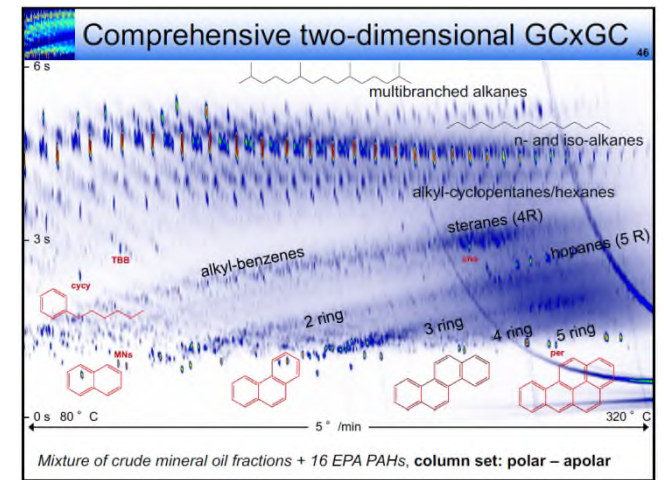 Comprehensive two-dimensional GCxGC
46
6 s
multibranched alkanes
n- and iso-alkanes
alkyl-cyclopentanes/hexanes
steranes (4R)
3 s
TBB
alkyl-benzenes
cho
hopanes (5 R)
cycy
2 ring
3 ring
4 ring
5 ring
MNs
per
0 s 80 ° C
320 ° C
5 ° /min
Mixture of crude mineral oil fractions + 16 EPA PAHs, column set: polar – apolar